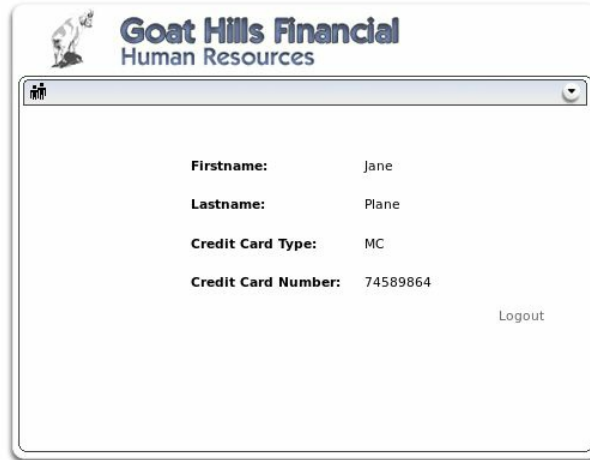 Goat Hills Financial
Human Resources
Firstname: Jane
Lastname: Plane
Credit Card Type: MC
Credit Card Number: 74589864
Logout